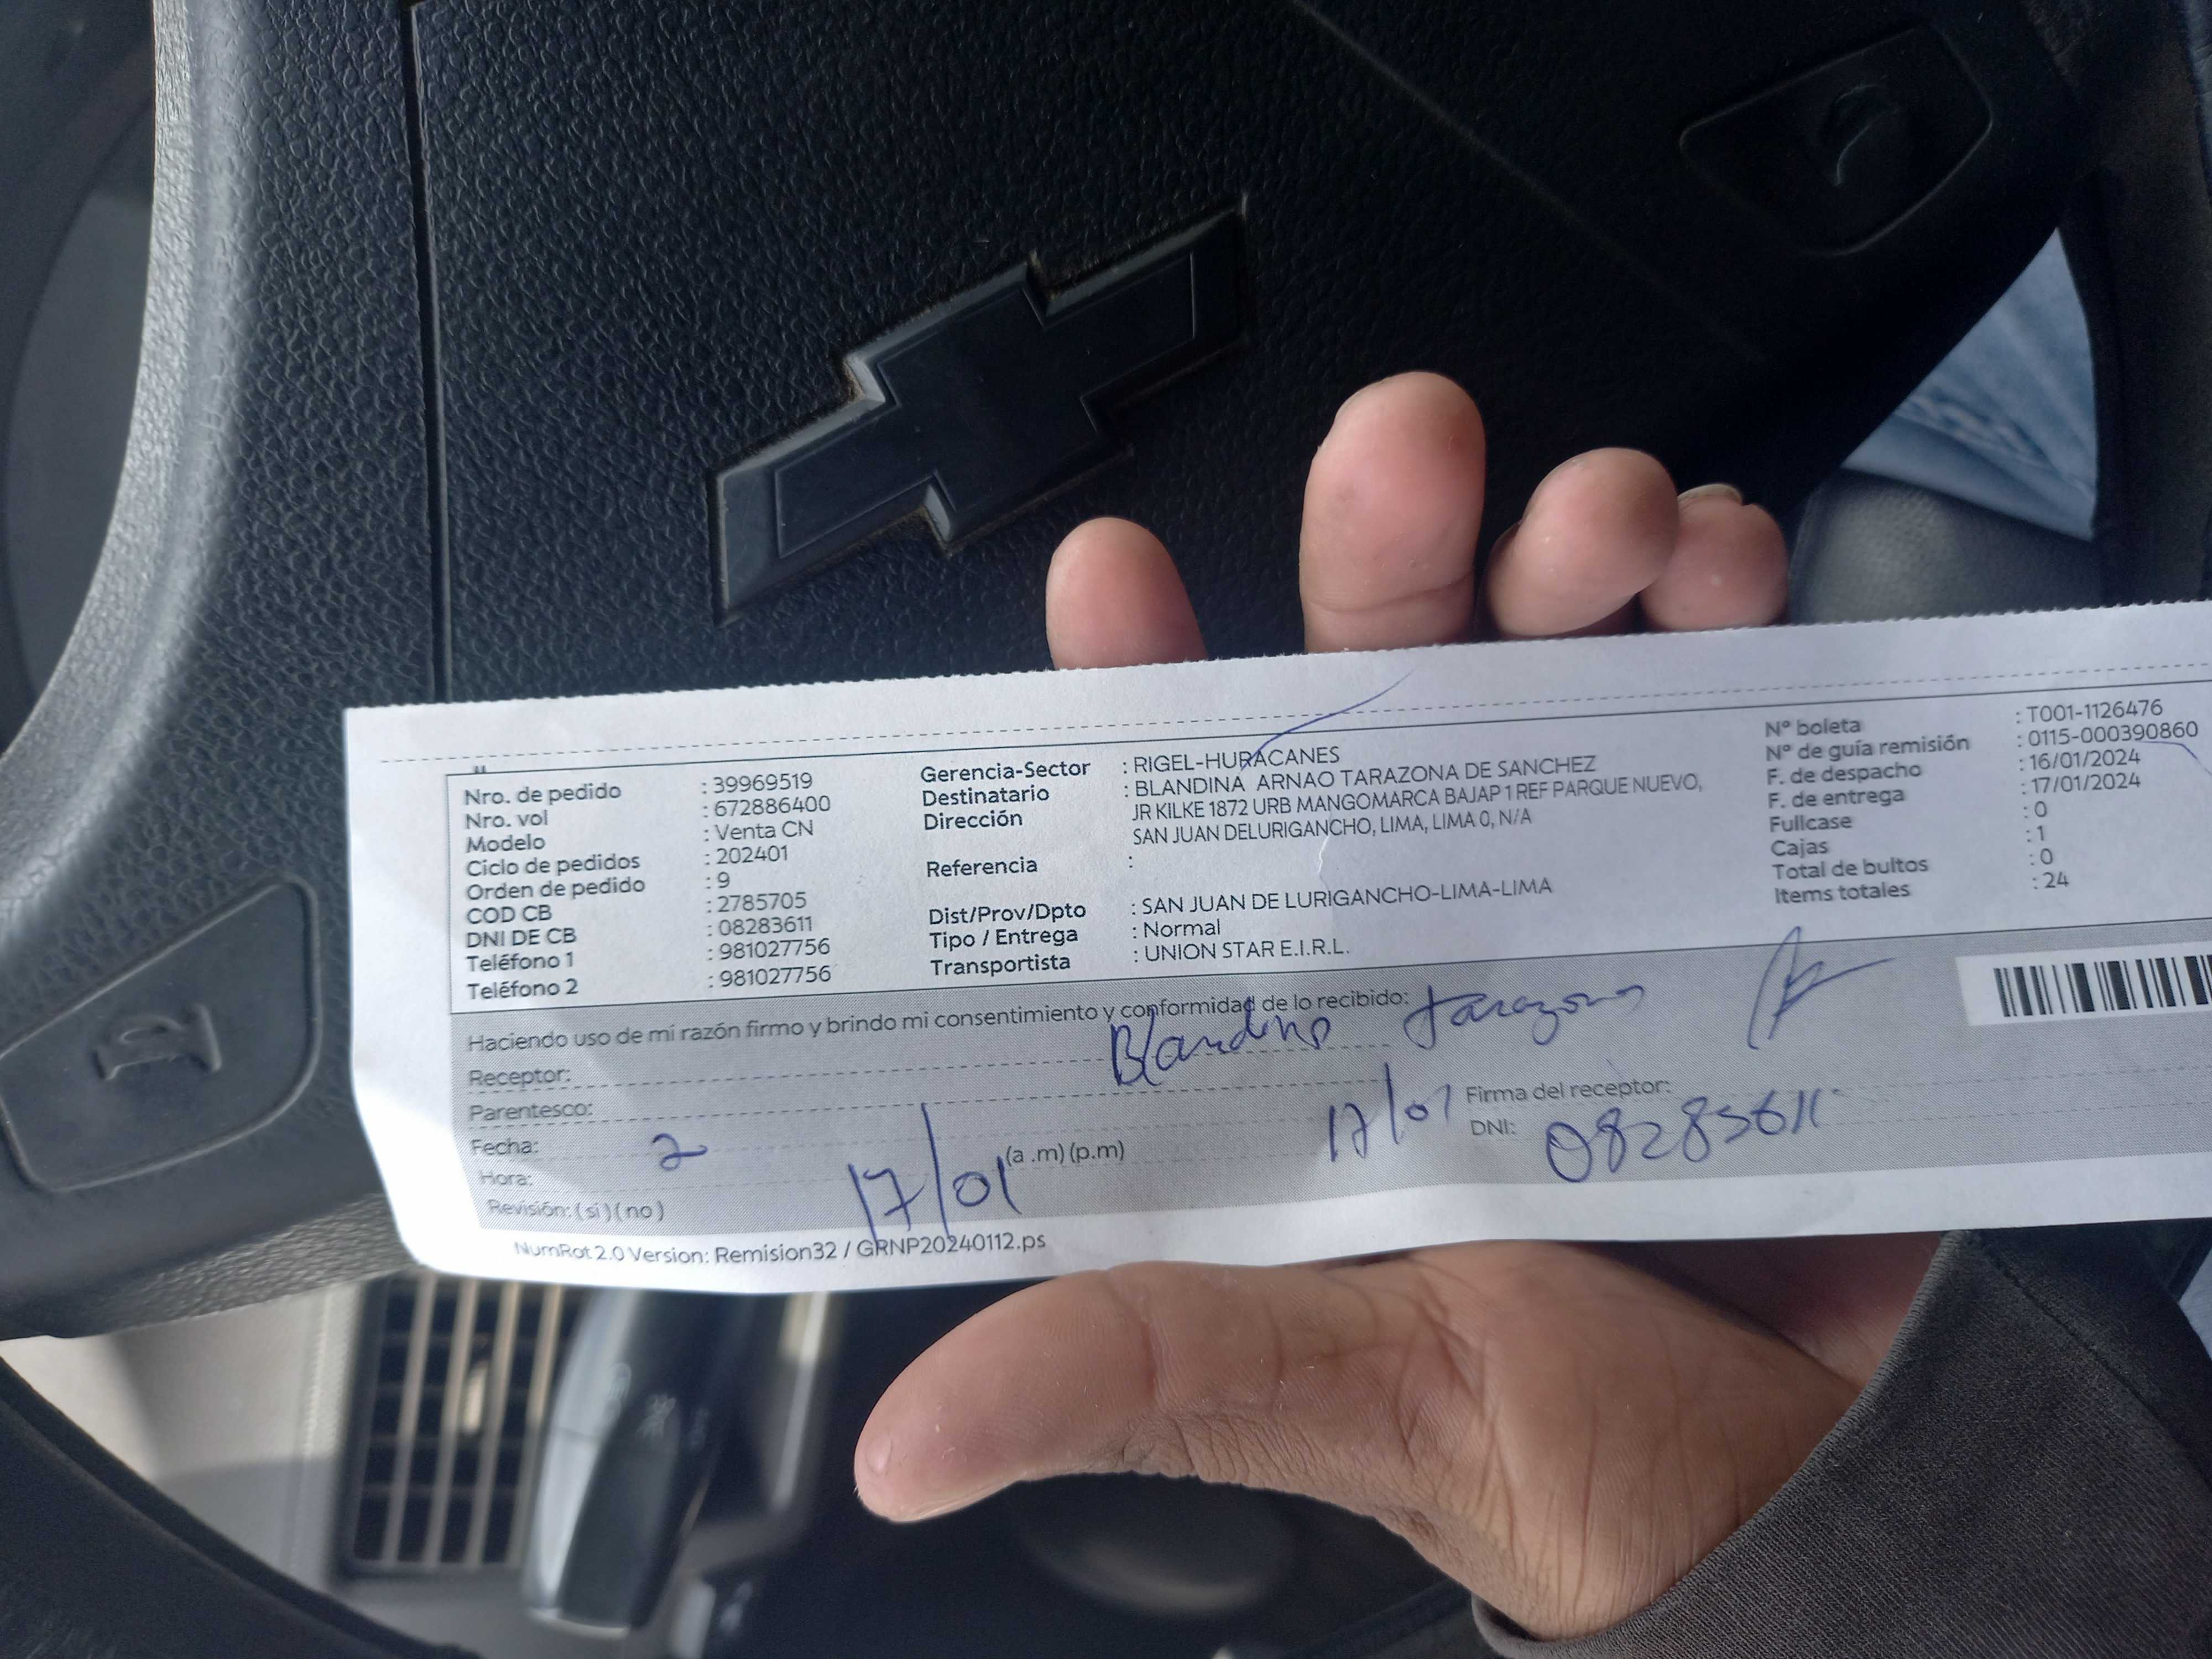 Nro. de pedido : 39969519
Nro. vol : 672886400
Modelo : Venta CN
Ciclo de pedidos : 202401
Orden de pedido : 9
COD CB : 2785705
DNI DE CB : 08283611
Teléfono 1 : 981027756
Teléfono 2 : 981027756
Gerencia-Sector : RIGEL-HURACANES
Destinatario : BLANDINA ARNAO TARAZONA DE SANCHEZ
Dirección : JR KILKE 1872 URB MANGOMARCA BAJAP 1 REF PARQUE NUEVO,
SAN JUAN DELURIGANCHO, LIMA, LIMA 0, N/A
Referencia :
Dist/Prov/Dpto : SAN JUAN DE LURIGANCHO-LIMA-LIMA
Tipo / Entrega : Normal
Transportista : UNION STAR E.I.R.L.
Nº boleta : T001-1126476
Nº de guía remisión : 0115-000390860
F. de despacho : 16/01/2024
F. de entrega : 17/01/2024
Fullcase : 0
Cajas : 1
Total de bultos : 0
Items totales : 24
Haciendo uso de mi razón firmo y brindo mi consentimiento y conformidad de lo recibido:
Receptor: Blandina Tarazona
Parentesco:
Firma del receptor:
Fecha: 2 17/01 17/01
DNI: 08283611
Hora: (a .m) (p.m)
Revisión: ( si ) ( no )
NumRot 2.0 Version: Remision32 / GRNP20240112.ps